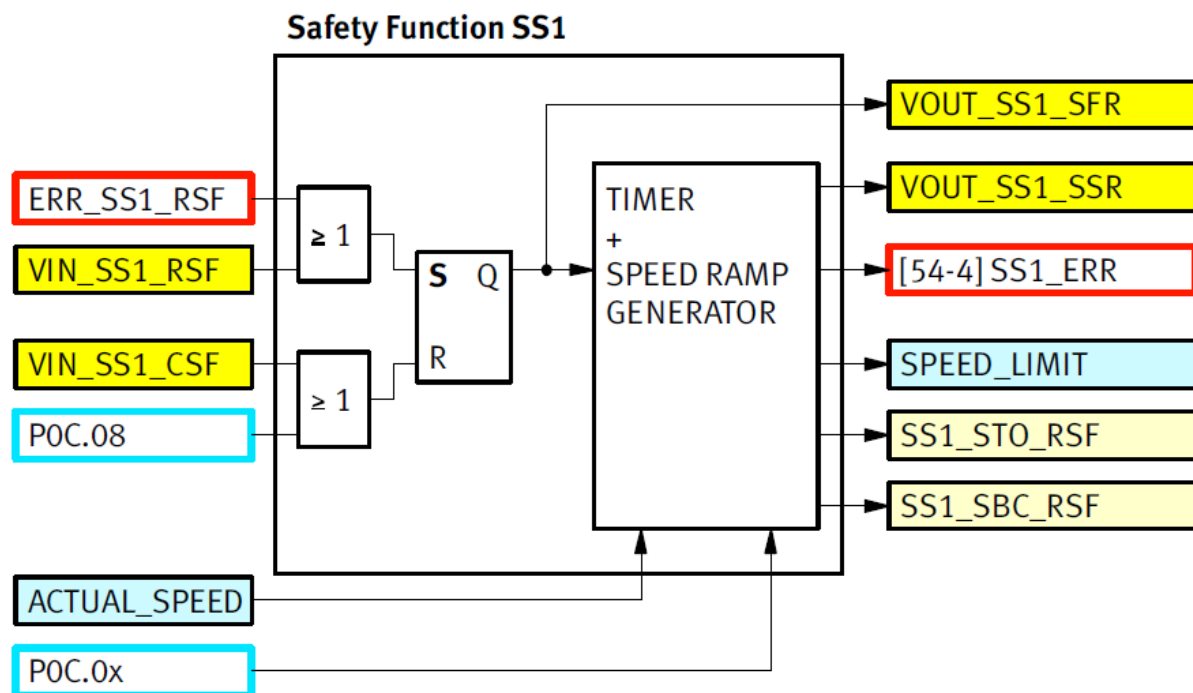 Safety Function SS1
VOUT_SS1_SFR
ERR_SS1_RSF
≥ 1
TIMER
+
SPEED RAMP
GENERATOR
VOUT_SS1_SSR
VIN_SS1_RSF
S Q
[54-4] SS1_ERR
VIN_SS1_CSF
≥ 1
R
SPEED_LIMIT
P0C.08
SS1_STO_RSF
SS1_SBC_RSF
ACTUAL_SPEED
P0C.0x